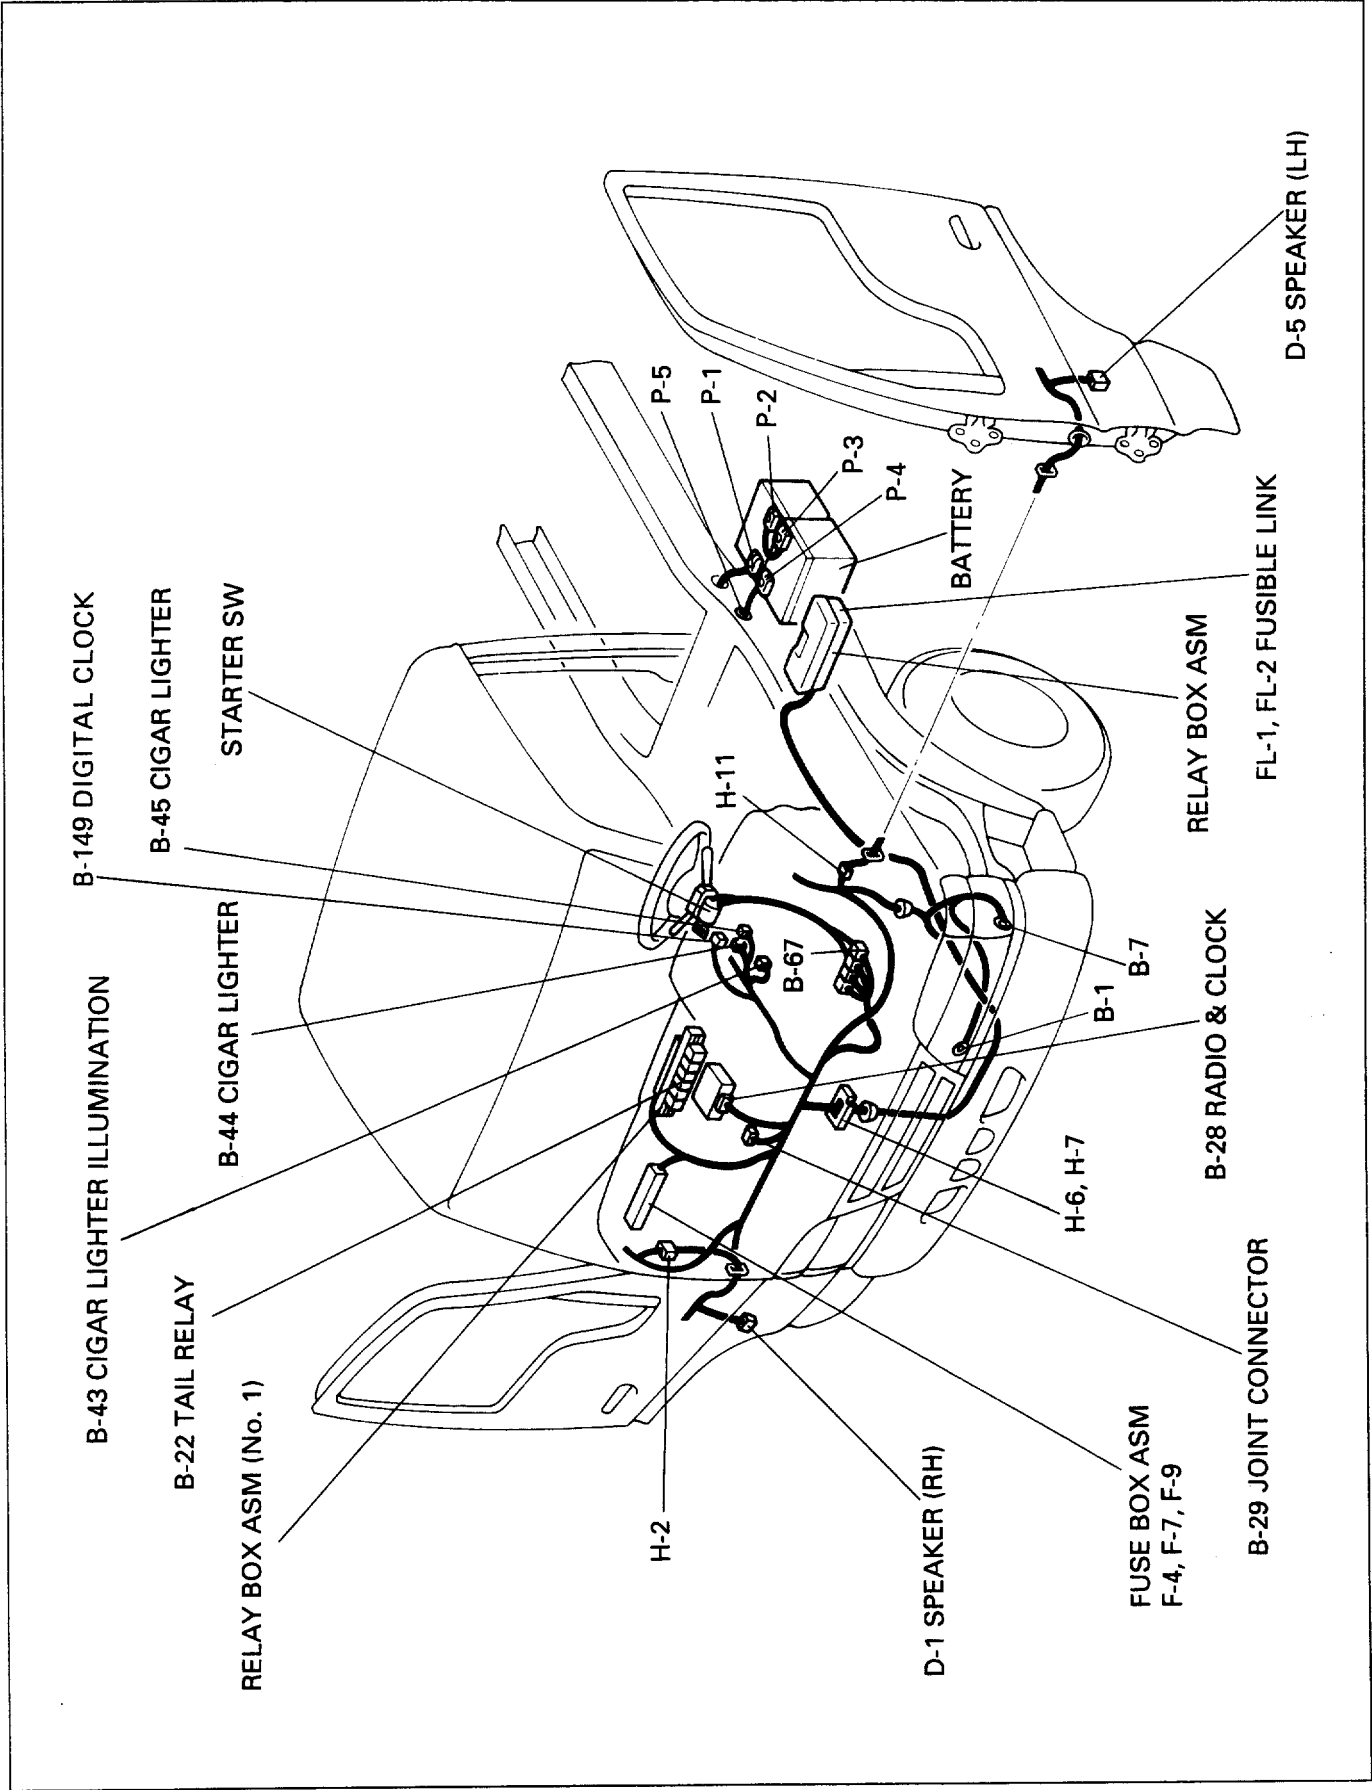 B-43 CIGAR LIGHTER ILLUMINATION
B-149 DIGITAL CLOCK
B-22 TAIL RELAY
B-45 CIGAR LIGHTER
RELAY BOX ASM (No. 1)
B-44 CIGAR LIGHTER
STARTER SW
P-5
P-1
P-2
P-3
P-4
H-11
B-67
H-2
BATTERY
D-1 SPEAKER (RH)
B-1
B-7
H-6, H-7
FUSE BOX ASM
F-4, F-7, F-9
B-28 RADIO & CLOCK
RELAY BOX ASM
B-29 JOINT CONNECTOR
FL-1, FL-2 FUSIBLE LINK
D-5 SPEAKER (LH)